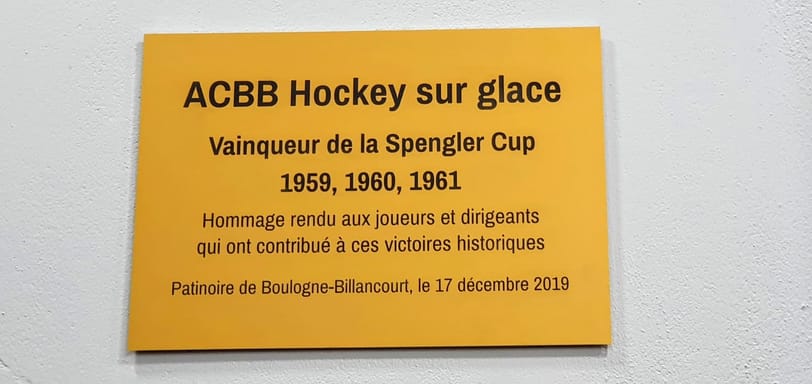 ACBB Hockey sur glace
Vainqueur de la Spengler Cup
1959, 1960, 1961
Hommage rendu aux joueurs et dirigeants
qui ont contribué à ces victoires historiques
Patinoire de Boulogne-Billancourt, le 17 décembre 2019